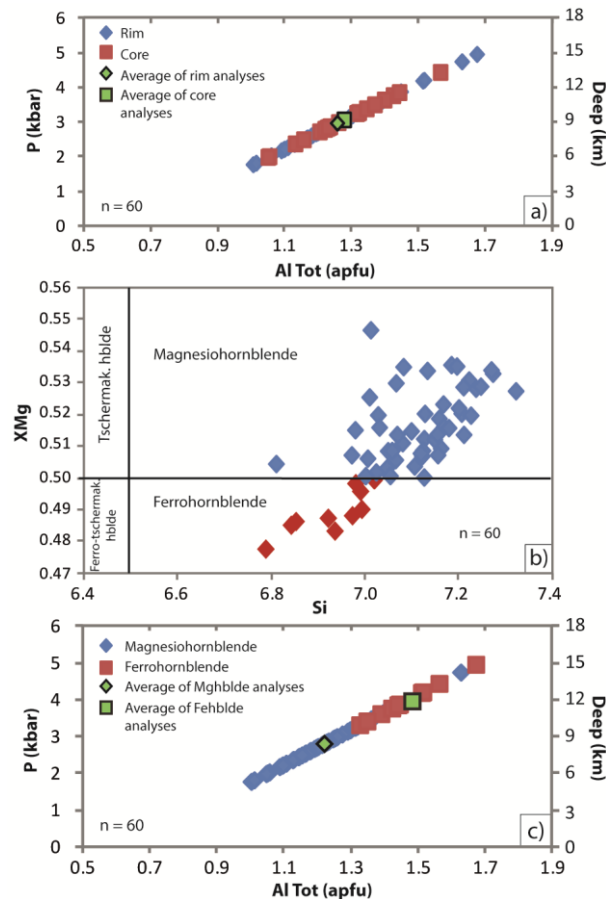 6
5
4
3
2
1
0
P (kbar)
Rim
Core
Average of rim analyses
Average of core
analyses
n = 60
a)
18
15
12
9
6
3
0
Deep (km)
0.5 0.7 0.9 1.1 1.3 1.5 1.7 1.9
Al Tot (apfu)
0.56
0.55
0.54
0.53
0.52
0.51
0.50
0.49
0.48
0.47
XMg
Tschermak. hblde
Ferro-tschermak.
hblde
Magnesiohornblende
Ferrohornblende
n = 60
b)
6.4 6.6 6.8 7.0 7.2 7.4
Si
6
5
4
3
2
1
0
P (kbar)
Magnesiohornblende
Ferrohornblende
Average of Mghblde analyses
Average of Fehblde
analyses
n = 60
c)
18
15
12
9
6
3
0
Deep (km)
0.5 0.7 0.9 1.1 1.3 1.5 1.7 1.9
Al Tot (apfu)